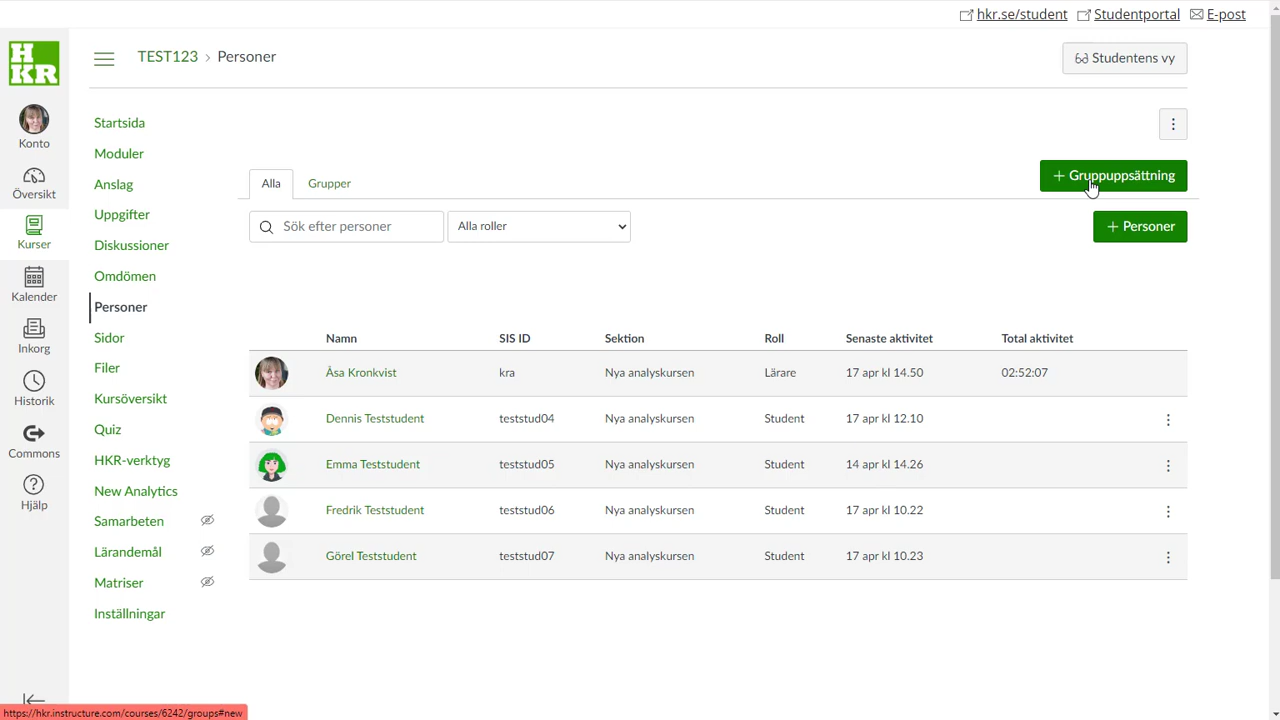 hkr.se/student Studentportal E-post
HKR
TEST123 › Personer
Studentens vy
Konto
Översikt
Kurser
Kalender
Inkorg
Historik
Commons
Hjälp
Startsida
Moduler
Anslag
Uppgifter
Diskussioner
Omdömen
Personer
Sidor
Filer
Kursöversikt
Quiz
HKR-verktyg
New Analytics
Samarbeten
Lärandemål
Matriser
Inställningar
Alla Grupper
+ Gruppuppsättning
Sök efter personer Alla roller
+ Personer
Namn SIS ID Sektion Roll Senaste aktivitet Total aktivitet
Åsa Kronkvist kra Nya analyskursen Lärare 17 apr kl 14.50 02:52:07
Dennis Teststudent teststud04 Nya analyskursen Student 17 apr kl 12.10
Emma Teststudent teststud05 Nya analyskursen Student 14 apr kl 14.26
Fredrik Teststudent teststud06 Nya analyskursen Student 17 apr kl 10.22
Görel Teststudent teststud07 Nya analyskursen Student 17 apr kl 10.23
https://hkr.instructure.com/courses/6242/groups#new